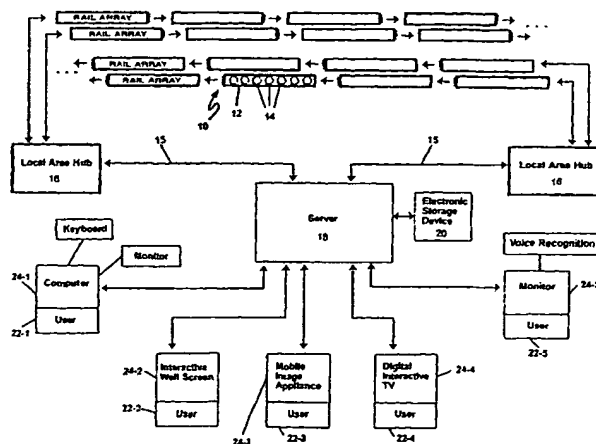 RAIL ARRAY
RAIL ARRAY
RAIL ARRAY
RAIL ARRAY
10
12
14
15
15
Local Area Hub
16
Local Area Hub
16
Server
18
Electronic
Storage
Device
20
Keyboard
Monitor
Voice Recognition
24-1
Computer
User
22-1
Monitor
User
22-5
24-2
Interactive
Wall Screen
User
22-2
Mobile
Image
Appliance
User
24-3
22-3
Digital
Interactive
TV
24-4
User
22-4